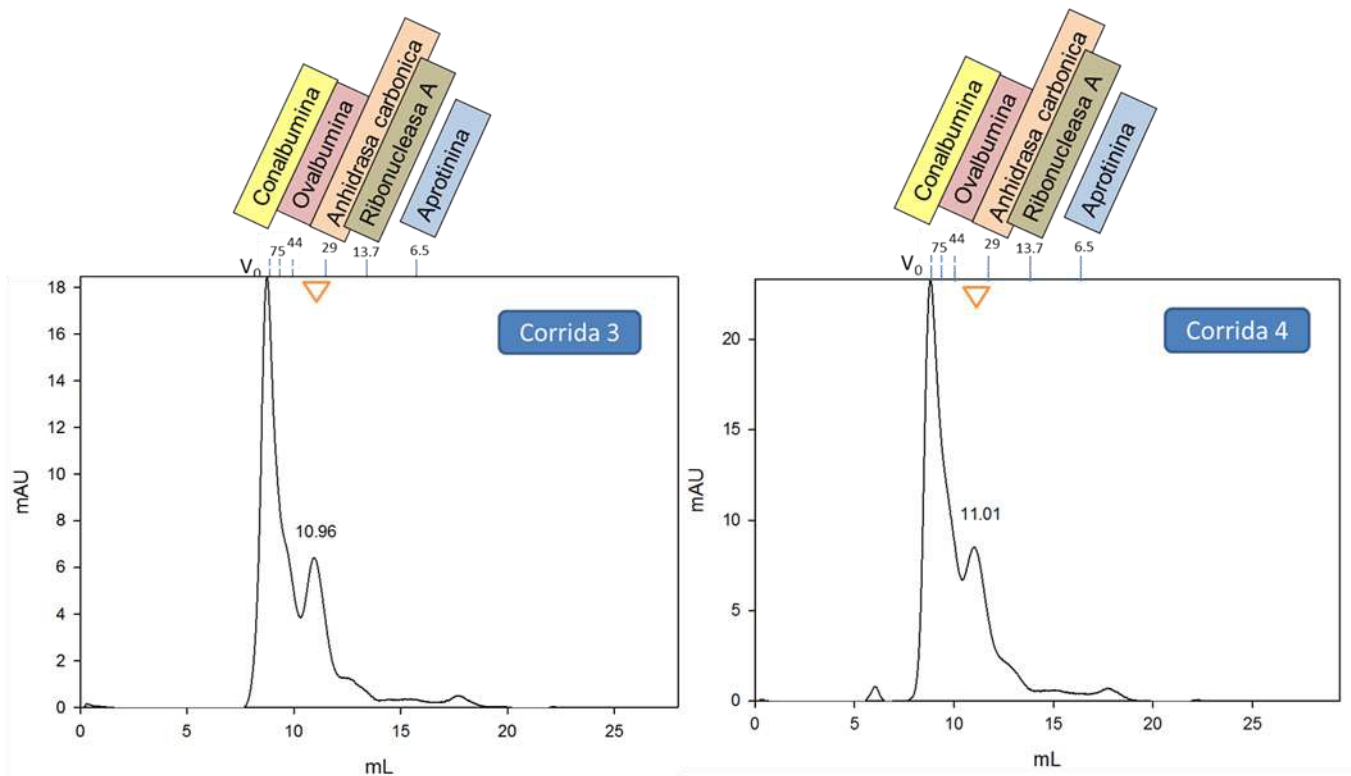 Conalbumina
Ovalbumina
Anhidrasa carbonica
Ribonucleasa A
Aprotinina
V0 75 44 29 13.7 6.5
Corrida 3
10.96
mAU
18
16
14
12
10
8
6
4
2
0
0 5 10 15 20 25
mL
Conalbumina
Ovalbumina
Anhidrasa carbonica
Ribonucleasa A
Aprotinina
V0 75 44 29 13.7 6.5
Corrida 4
11.01
mAU
20
15
10
5
0
0 5 10 15 20 25
mL